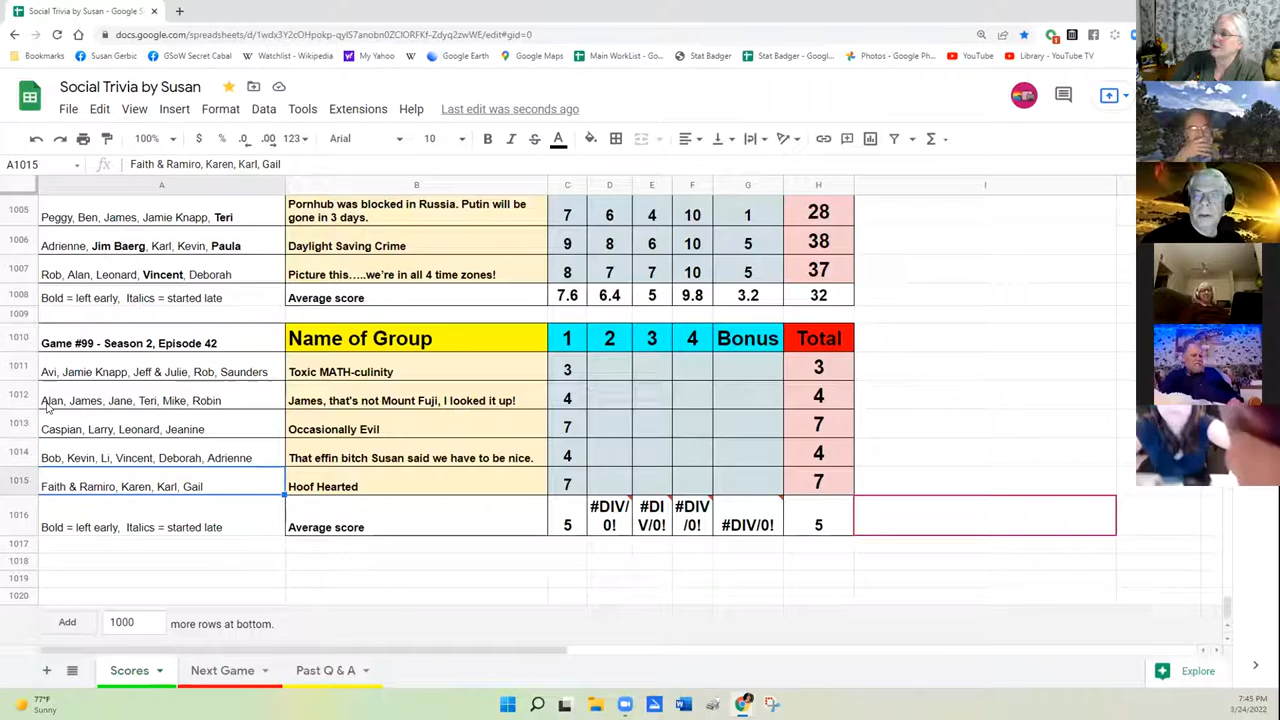 Social Trivia by Susan - Google S
docs.google.com/spreadsheets/d/1wdx3Y2cOHpokp-qyIS7anobn0ZCIORFKf-Zdyq2zwWE/edit#gid=0
Bookmarks Susan Gerbic GSoW Secret Cabal Watchlist - Wikipedia My Yahoo Google Earth Google Maps Main WorkList - Go... Stat Badger Stat Badger - Googl... Photos - Google Ph... YouTube Library - YouTube TV
Social Trivia by Susan
File Edit View Insert Format Data Tools Extensions Help Last edit was seconds ago
100% $ % .0 .00 123 Arial 10 B I S A
A1015 fx Faith & Ramiro, Karen, Karl, Gail
A B C D E F G H I
1005 Peggy, Ben, James, Jamie Knapp, Teri Pornhub was blocked in Russia. Putin will be gone in 3 days. 7 6 4 10 1 28
1006 Adrienne, Jim Baerg, Karl, Kevin, Paula Daylight Saving Crime 9 8 6 10 5 38
1007 Rob, Alan, Leonard, Vincent, Deborah Picture this.....we're in all 4 time zones! 8 7 7 10 5 37
1008 Bold = left early, Italics = started late Average score 7.6 6.4 5 9.8 3.2 32
1009
1010 Game #99 - Season 2, Episode 42 Name of Group 1 2 3 4 Bonus Total
1011 Avi, Jamie Knapp, Jeff & Julie, Rob, Saunders Toxic MATH-culinity 3 3
1012 Alan, James, Jane, Teri, Mike, Robin James, that's not Mount Fuji, I looked it up! 4 4
1013 Caspian, Larry, Leonard, Jeanine Occasionally Evil 7 7
1014 Bob, Kevin, Li, Vincent, Deborah, Adrienne That effin bitch Susan said we have to be nice. 4 4
1015 Faith & Ramiro, Karen, Karl, Gail Hoof Hearted 7 7
1016 Bold = left early, Italics = started late Average score 5 #DIV/0! #DIV/0! #DIV/0! #DIV/0! 5
1017
1018
1019
1020
Add 1000 more rows at bottom.
Scores Next Game Past Q & A Explore
77°F
Sunny
7:45 PM
3/24/2022